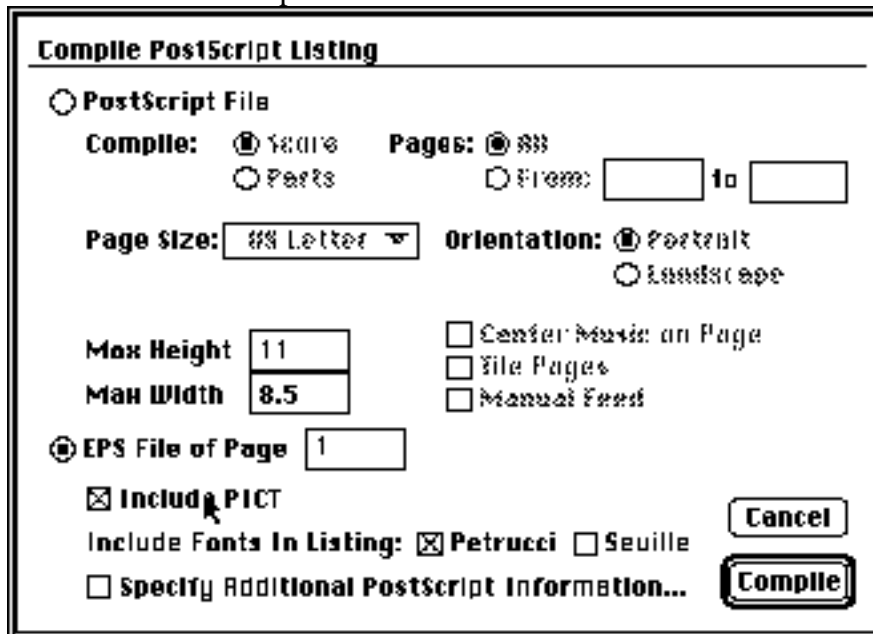 Compile PostScript Listing
PostScript File
Compile: Score Pages: All
Parts From: to
Page Size: US Letter Orientation: Portrait
Landscape
Center Music on Page
Max Height 11 Tile Pages
Max Width 8.5 Manual Feed
EPS File of Page 1
Include PICT
Cancel
Include Fonts In Listing: Petrucci Seville
Specify Additional PostScript Information... Compile